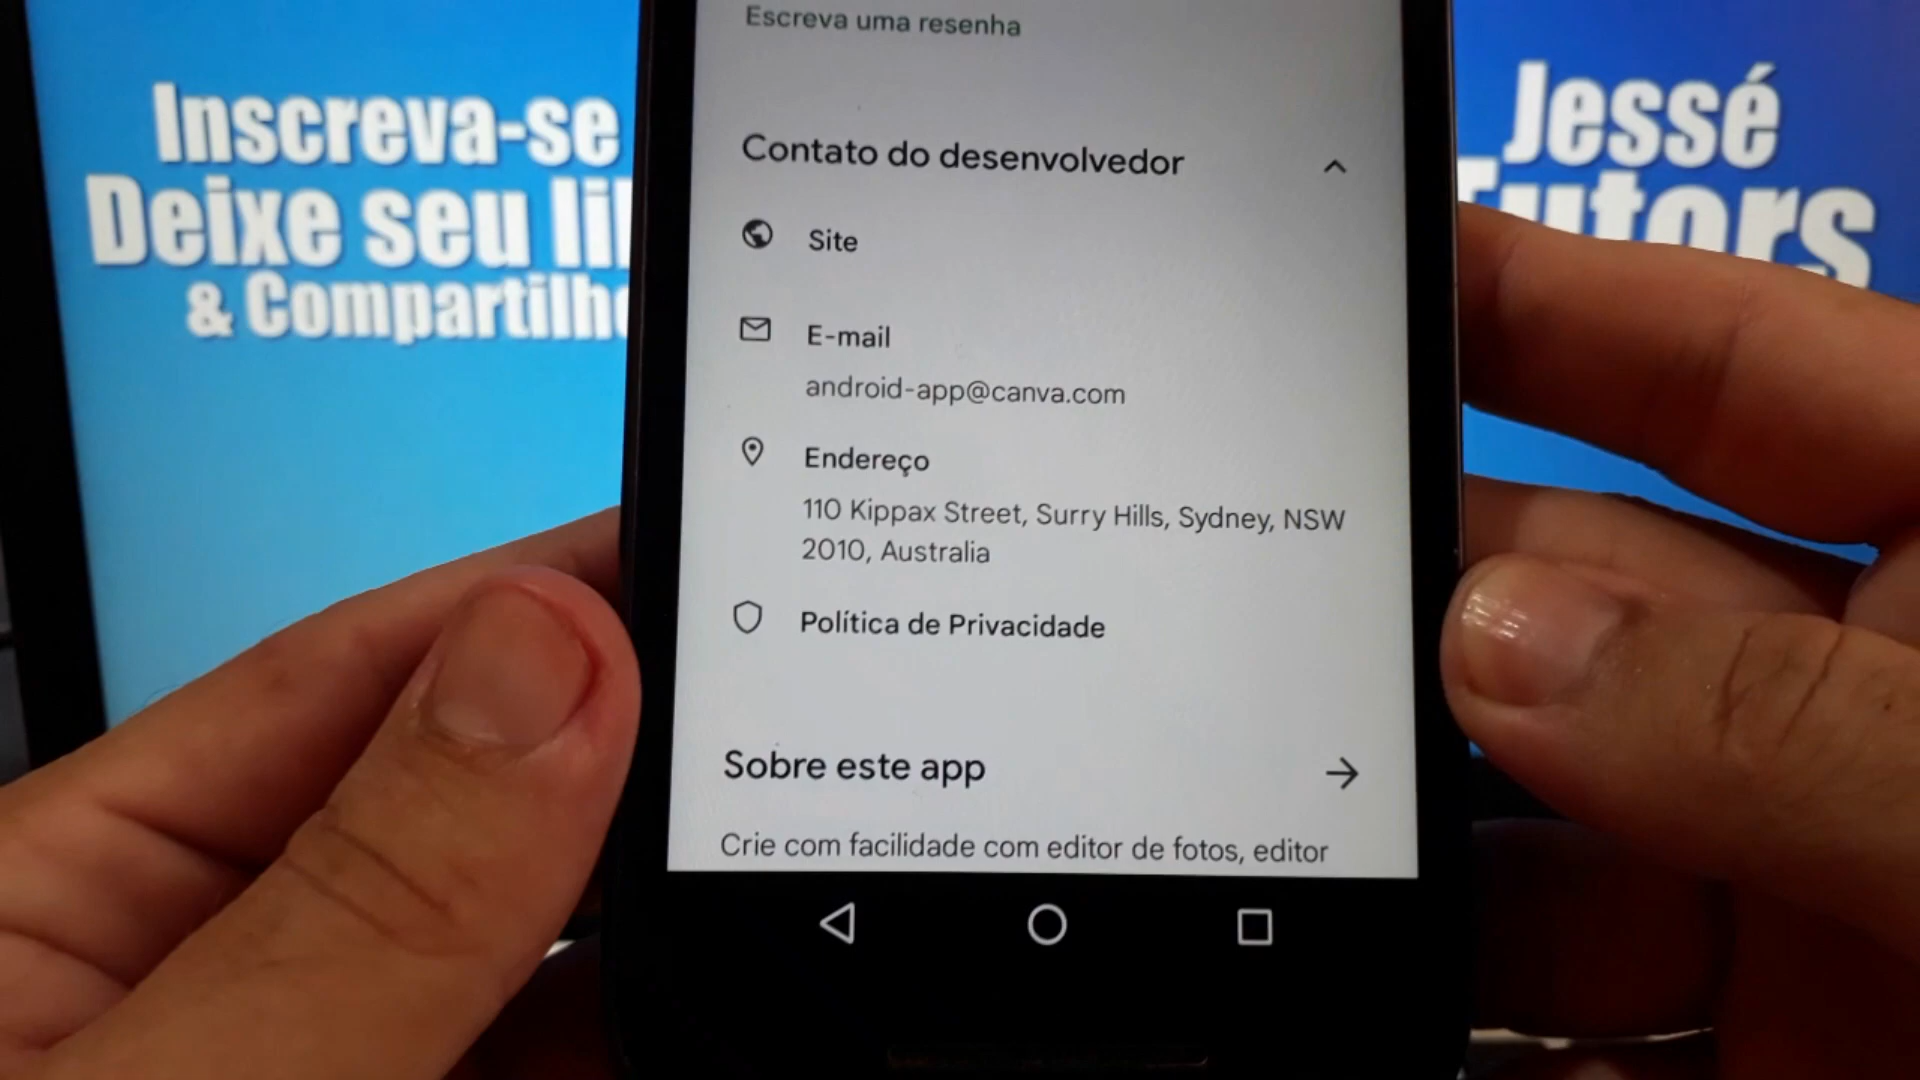 Inscreva-se
Deixe seu
& Compartilh
Jessé
Tutors
Escreva uma resenha
Contato do desenvolvedor
Site
E-mail
android-app@canva.com
Endereço
110 Kippax Street, Surry Hills, Sydney, NSW
2010, Australia
Política de Privacidade
Sobre este app
Crie com facilidade com editor de fotos, editor